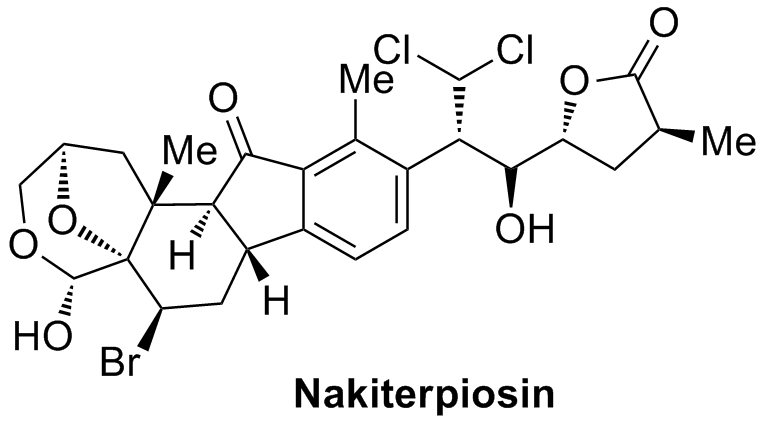 Cl Cl O
Me O
O Me
Me
O OH
O H H
HO Br
Nakiterpiosin